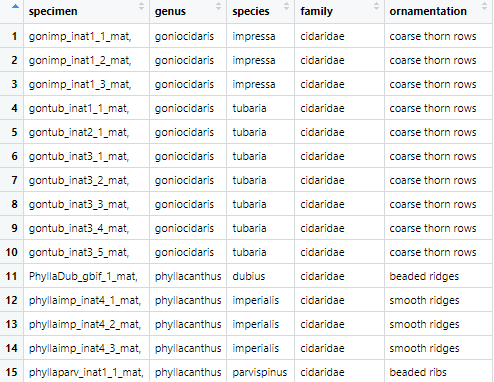 specimen genus species family ornamentation
1 gonimp_inat1_1_mat, goniocidaris impressa cidaridae coarse thorn rows
2 gonimp_inat1_2_mat, goniocidaris impressa cidaridae coarse thorn rows
3 gonimp_inat1_3_mat, goniocidaris impressa cidaridae coarse thorn rows
4 gontub_inat1_1_mat, goniocidaris tubaria cidaridae coarse thorn rows
5 gontub_inat2_1_mat, goniocidaris tubaria cidaridae coarse thorn rows
6 gontub_inat3_1_mat, goniocidaris tubaria cidaridae coarse thorn rows
7 gontub_inat3_2_mat, goniocidaris tubaria cidaridae coarse thorn rows
8 gontub_inat3_3_mat, goniocidaris tubaria cidaridae coarse thorn rows
9 gontub_inat3_4_mat, goniocidaris tubaria cidaridae coarse thorn rows
10 gontub_inat3_5_mat, goniocidaris tubaria cidaridae coarse thorn rows
11 PhyllaDub_gbif_1_mat, phyllacanthus dubius cidaridae beaded ridges
12 phyllaimp_inat4_1_mat, phyllacanthus imperialis cidaridae smooth ridges
13 phyllaimp_inat4_2_mat, phyllacanthus imperialis cidaridae smooth ridges
14 phyllaimp_inat4_3_mat, phyllacanthus imperialis cidaridae smooth ridges
15 phyllaparv_inat1_1_mat, phyllacanthus parvispinus cidaridae beaded ribs